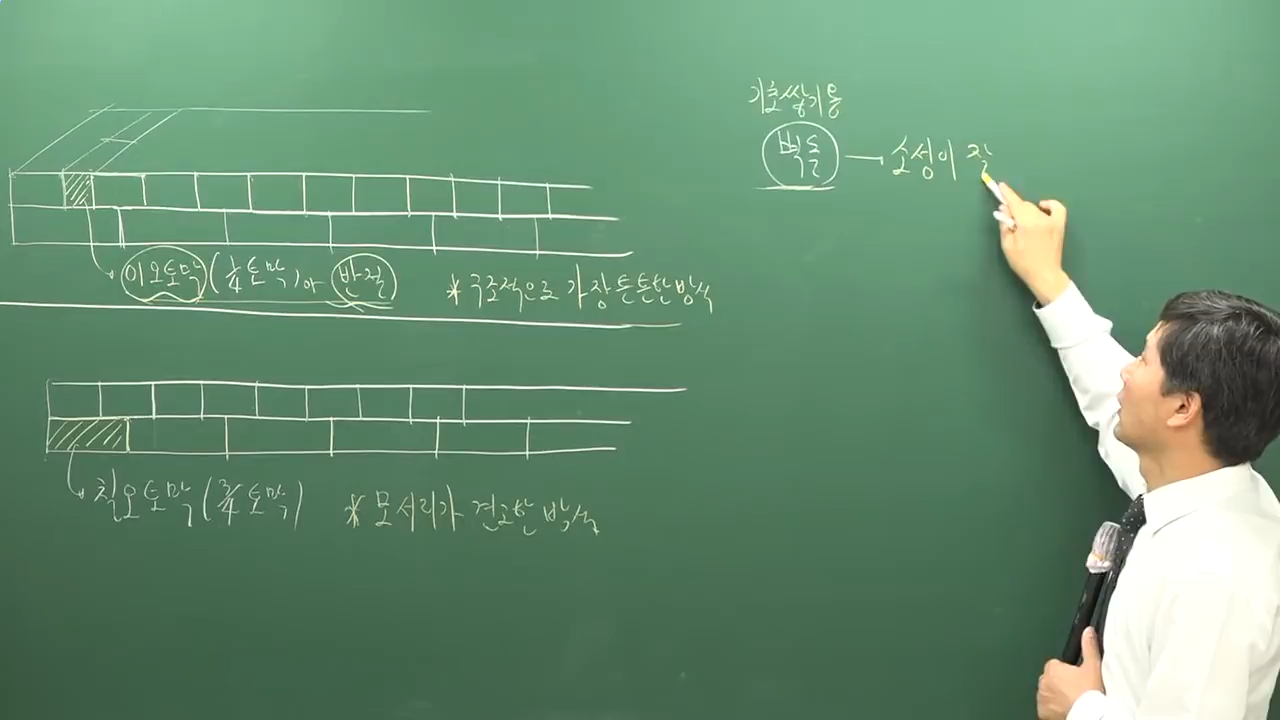 이오토막(¼토막)아 반절
* 구조적으로 가장 튼튼한 방식
칠오토막(¾토막)
* 모서리가 견고한 방식
기초쌓기용
벽돌 → 소성이 잘